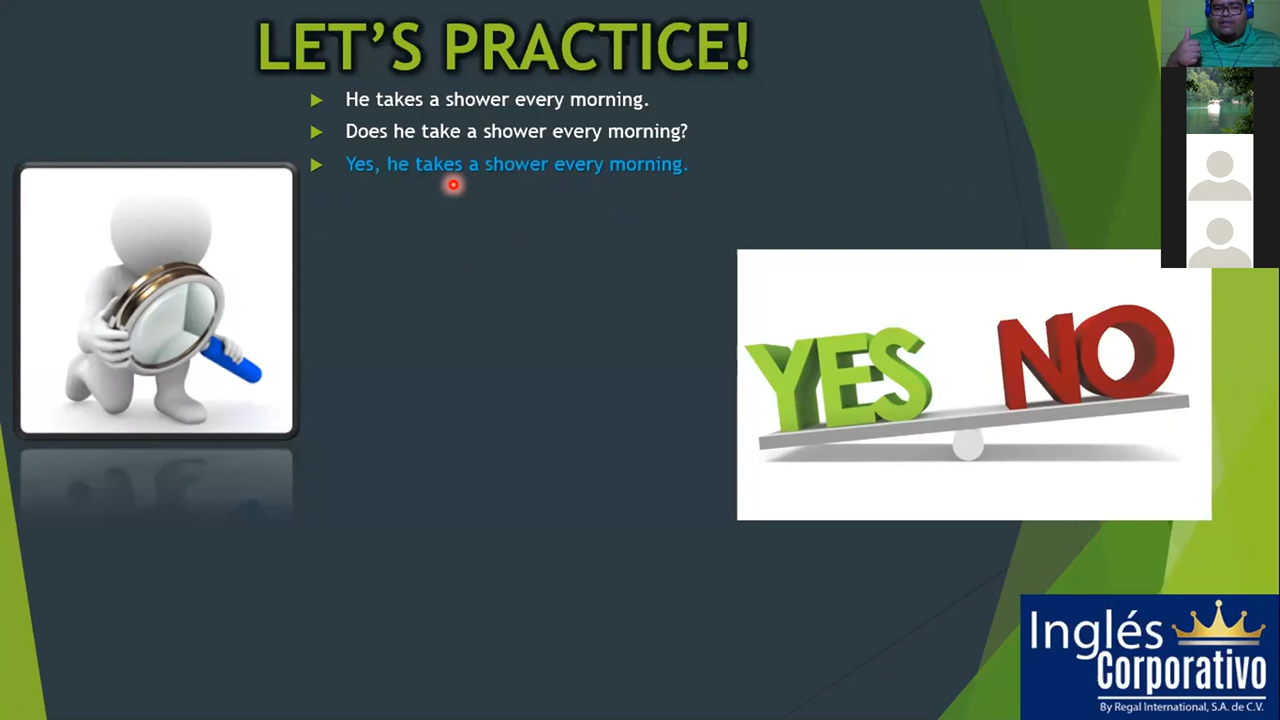 LET'S PRACTICE!
He takes a shower every morning.
Does he take a shower every morning?
Yes, he takes a shower every morning.
YES NO
Inglés
Corporativo
By Regal International, S.A. de C.V.